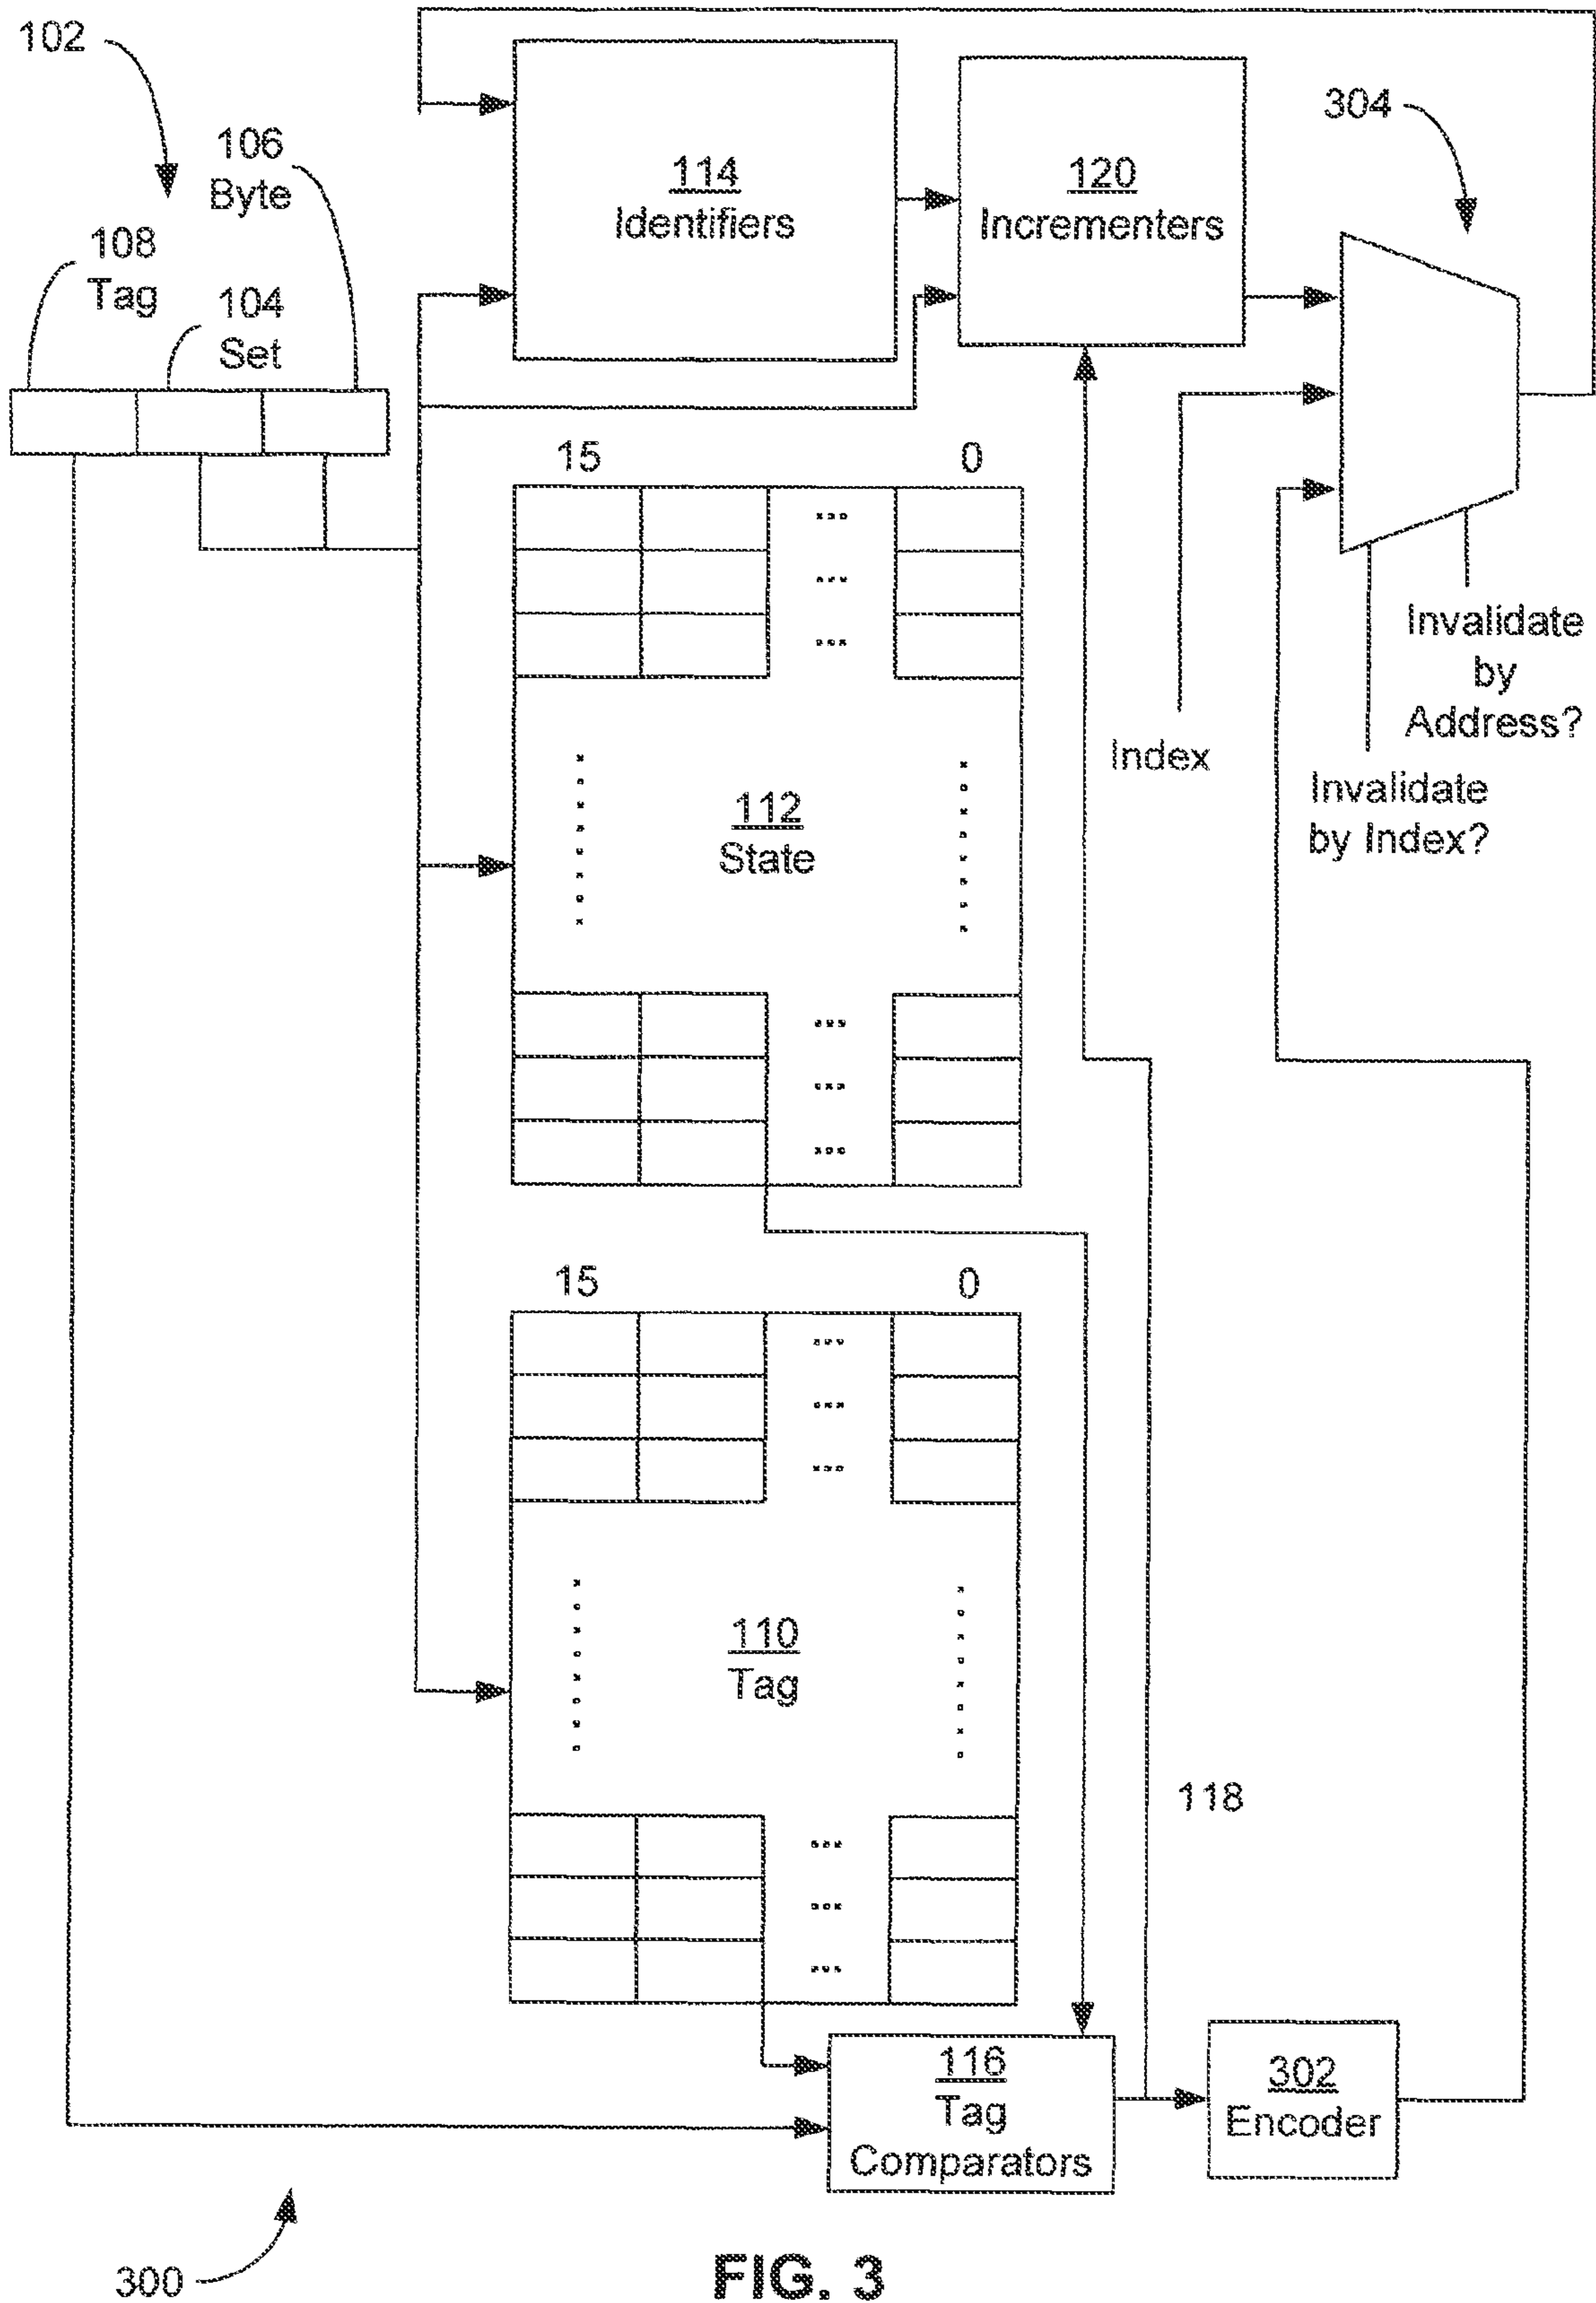 102
106
Byte
108
Tag
104
Set
114
Identifiers
120
Incrementers
304
15
0
112
State
Index
Invalidate
by
Address?
Invalidate
by Index?
15
0
110
Tag
118
116
Tag
Comparators
302
Encoder
300
FIG. 3